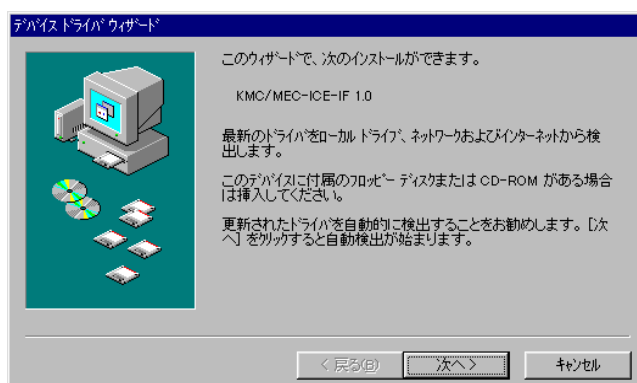 ﾃﾞﾊﾞｲｽ ﾄﾞﾗｲﾊﾞ ｳｨｻﾞｰﾄﾞ
このｳｨｻﾞｰﾄﾞで、次のｲﾝｽﾄｰﾙができます。
KMC/MEC-ICE-IF 1.0
最新のﾄﾞﾗｲﾊﾞをﾛｰｶﾙ ﾄﾞﾗｲﾌﾞ、ﾈｯﾄﾜｰｸおよびｲﾝﾀｰﾈｯﾄから検
出します。
このﾃﾞﾊﾞｲｽに付属のﾌﾛｯﾋﾟｰ ﾃﾞｨｽｸまたは CD-ROM がある場合
は挿入してください。
更新されたﾄﾞﾗｲﾊﾞを自動的に検出することをお勧めします。[次
へ] をｸﾘｯｸすると自動検出が始まります。
< 戻る(B)
次へ >
ｷｬﾝｾﾙ